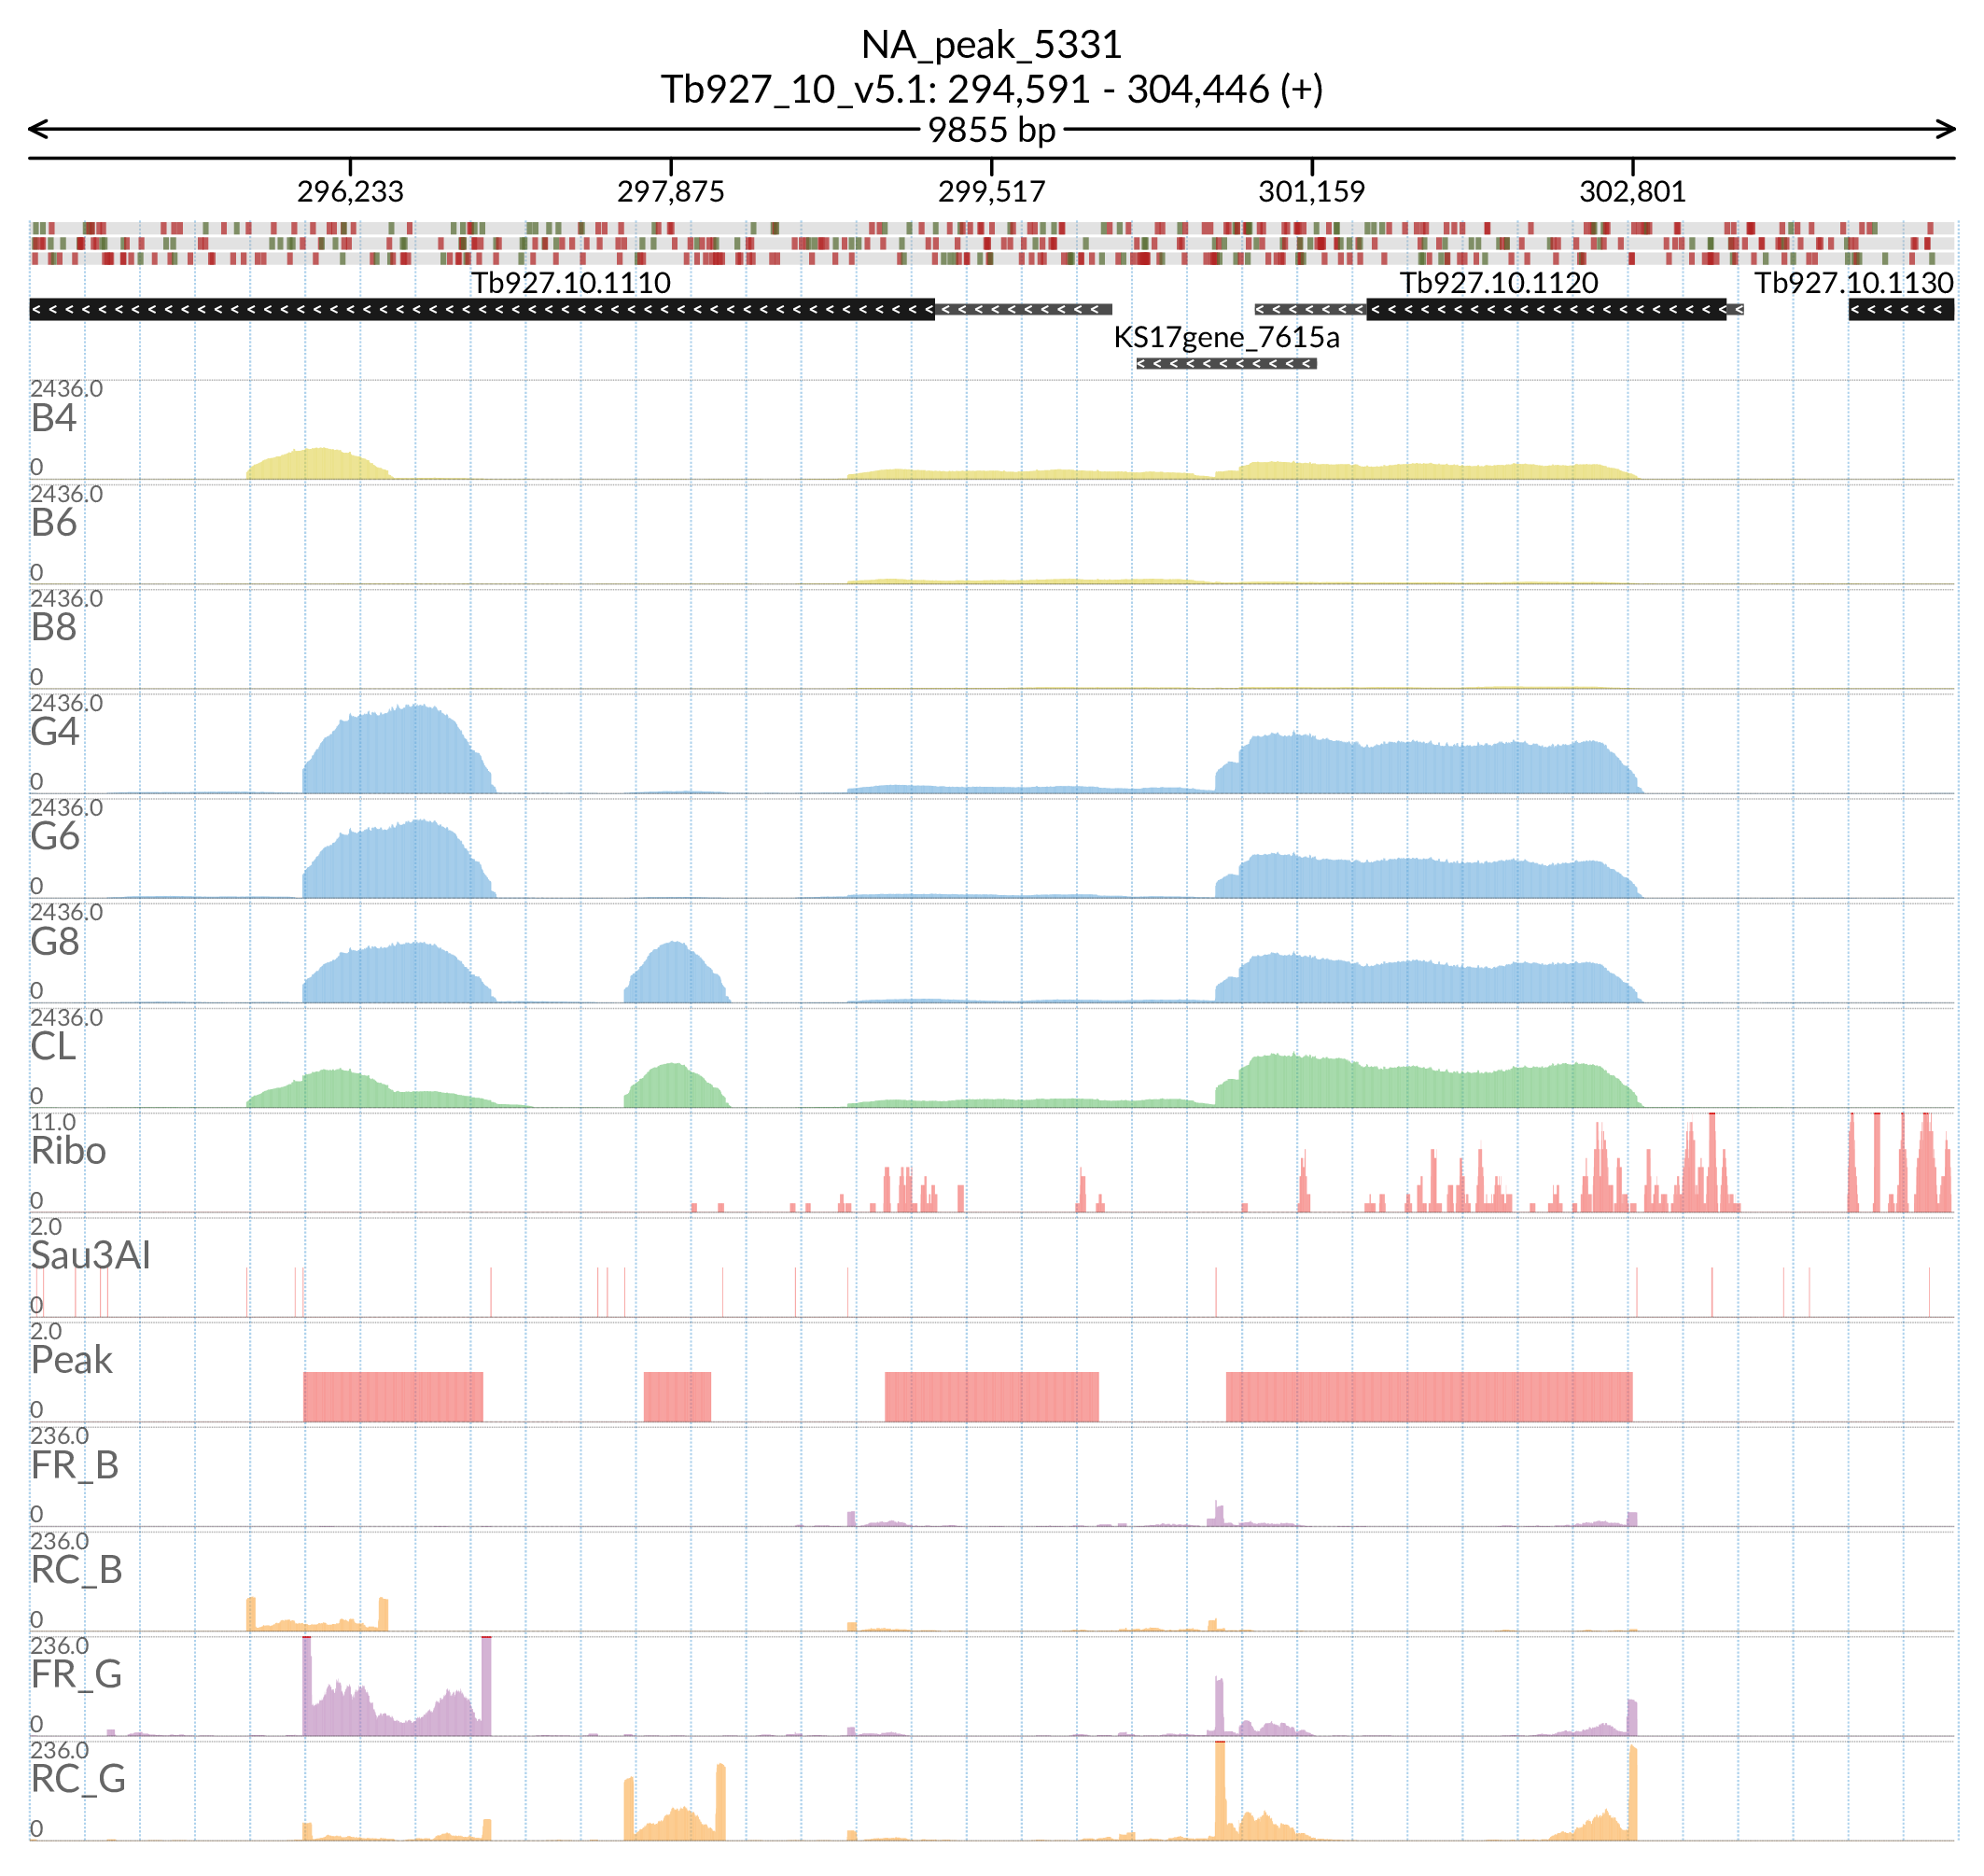 NA_peak_5331
Tb927_10_v5.1: 294,591 - 304,446 (+)
9855 bp
296,233 297,875 299,517 301,159 302,801
Tb927.10.1110 Tb927.10.1120 Tb927.10.1130
KS17gene_7615a
2436.0
B4
0
2436.0
B6
0
2436.0
B8
0
2436.0
G4
0
2436.0
G6
0
2436.0
G8
0
2436.0
CL
0
11.0
Ribo
0
2.0
Sau3AI
0
2.0
Peak
0
236.0
FR_B
0
236.0
RC_B
0
236.0
FR_G
0
236.0
RC_G
0